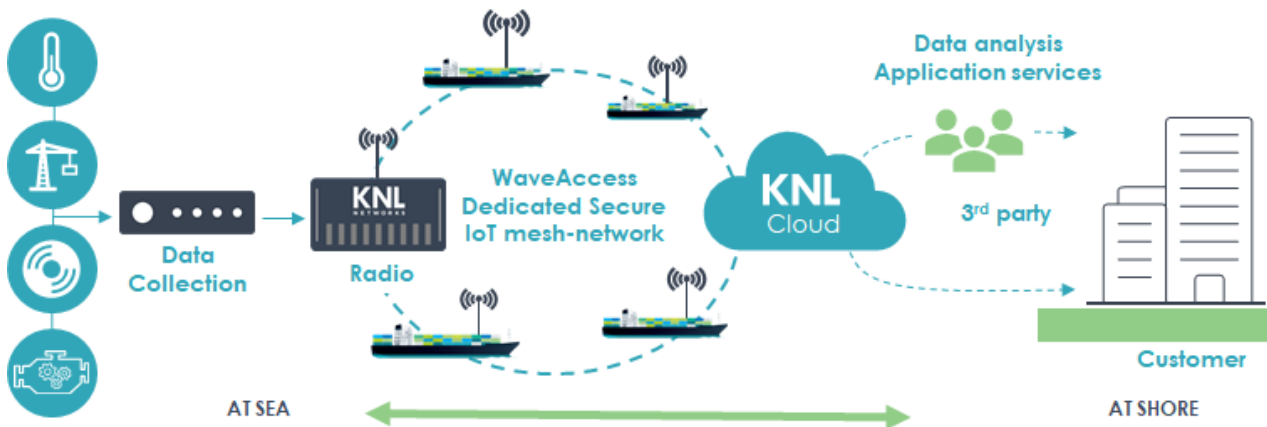 Data analysis
Application services
KNL
NETWORKS
WaveAccess
Dedicated Secure
IoT mesh-network
KNL
Cloud
3rd party
Data
Collection
Radio
Customer
AT SEA
AT SHORE